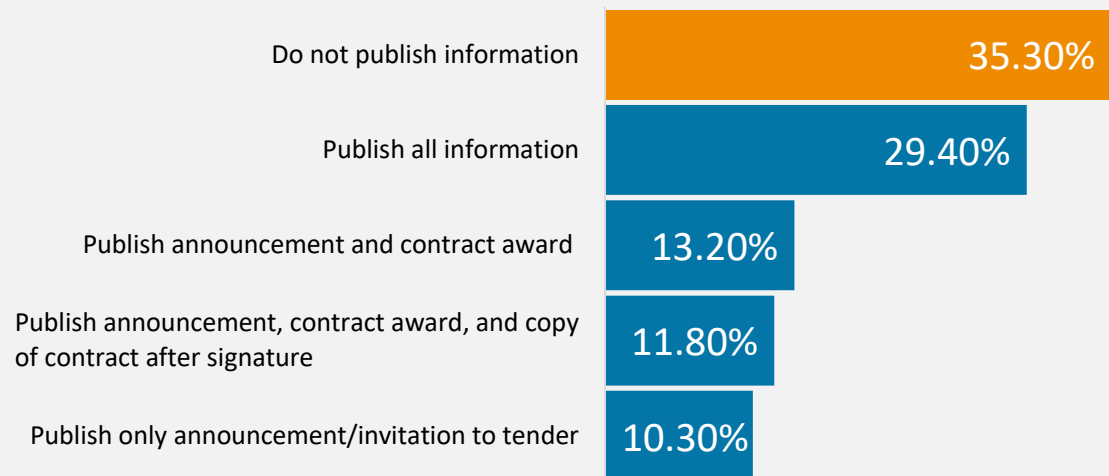 Do not publish information
35.30%
Publish all information
29.40%
Publish announcement and contract award
13.20%
Publish announcement, contract award, and copy
of contract after signature
11.80%
Publish only announcement/invitation to tender
10.30%